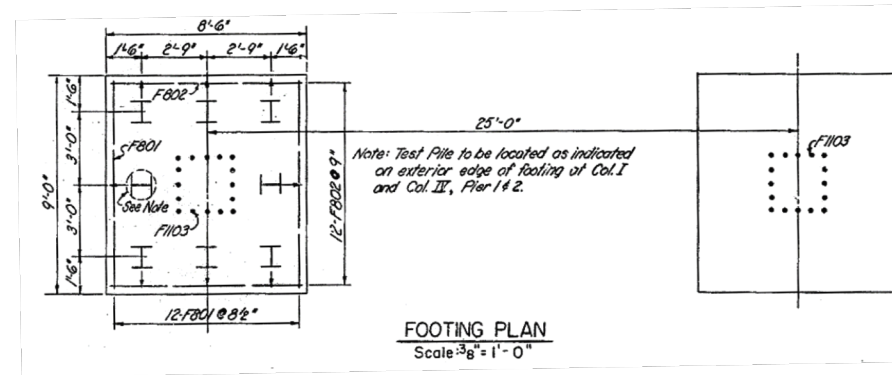 8'-6"
1'-6" 2'-9" 2'-9" 1'-6"
F802
1'-6"
3'-0"
9'-0"
3'-0"
1'-6"
F801
See Note
F1103
12-F802@9"
25'-0"
Note: Test Pile to be located as indicated
on exterior edge of footing at Col. I
and Col. IV, Pier 1 & 2.
F1103
12-F801@8½"
FOOTING PLAN
Scale: 3/8" = 1'-0"